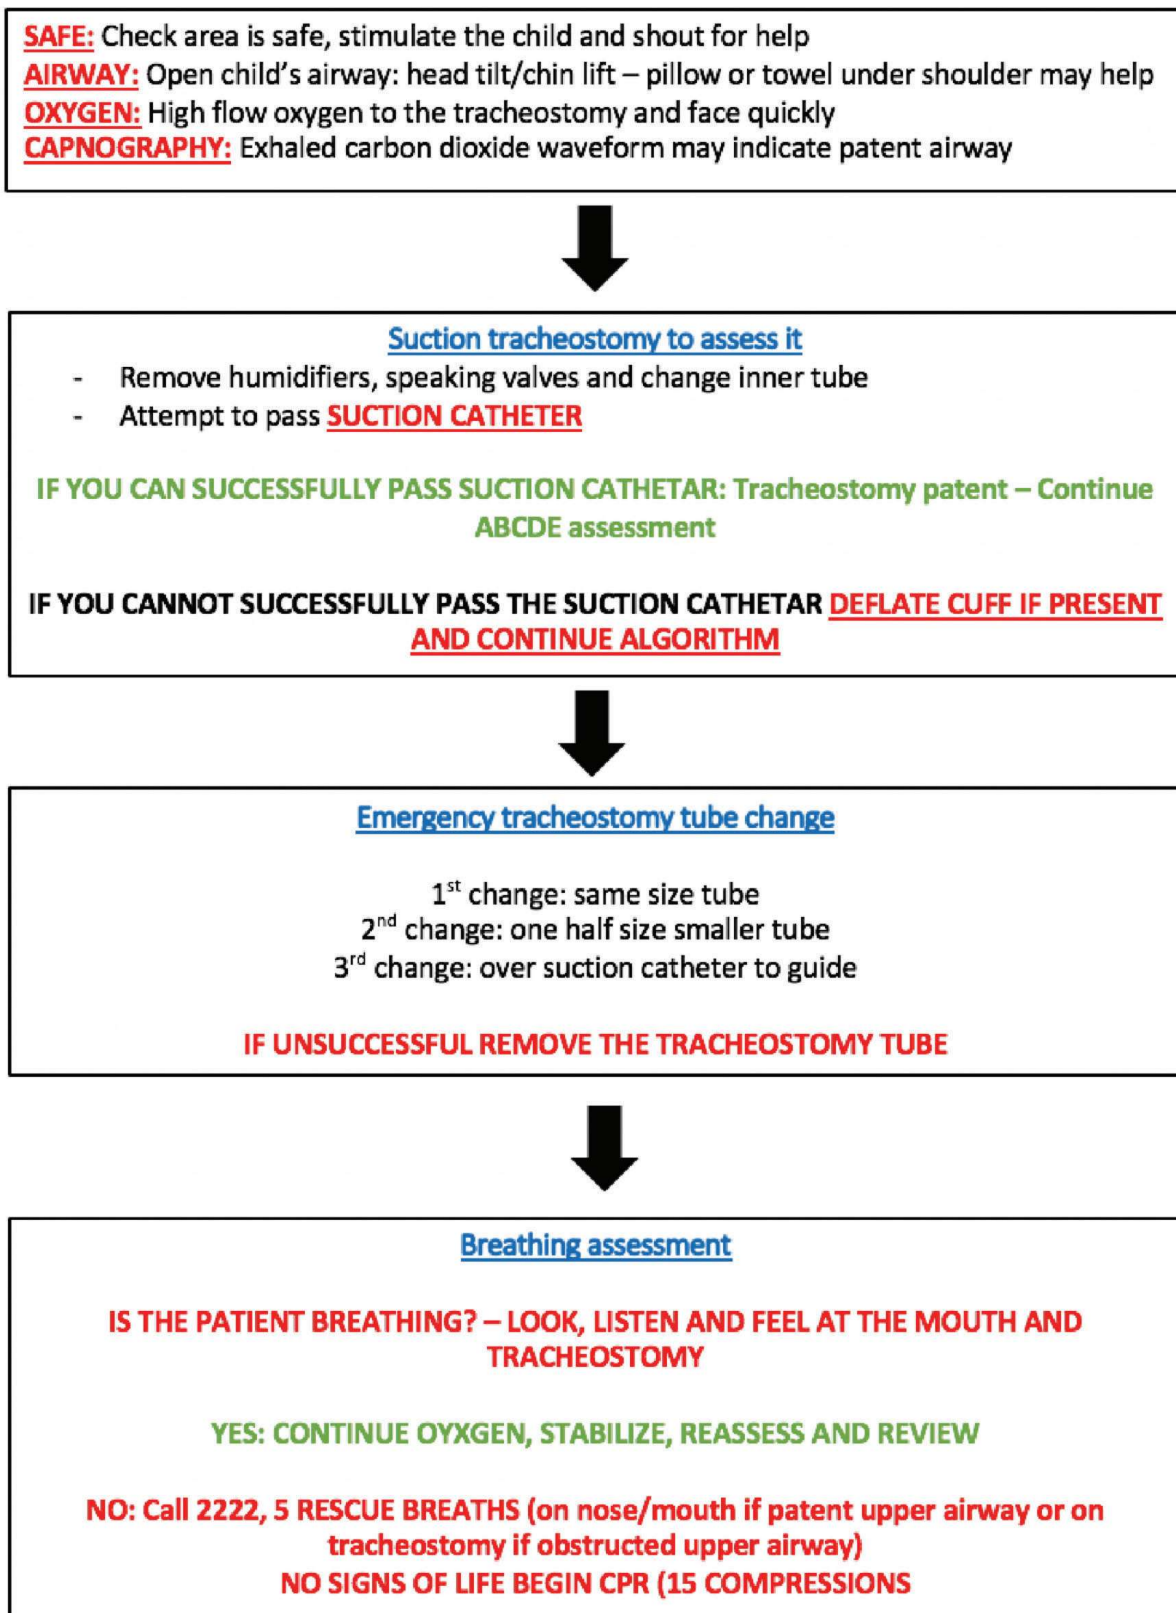 SAFE: Check area is safe, stimulate the child and shout for help
AIRWAY: Open child's airway: head tilt/chin lift – pillow or towel under shoulder may help
OXYGEN: High flow oxygen to the tracheostomy and face quickly
CAPNOGRAPHY: Exhaled carbon dioxide waveform may indicate patent airway
Suction tracheostomy to assess it
- Remove humidifiers, speaking valves and change inner tube
- Attempt to pass SUCTION CATHETER
IF YOU CAN SUCCESSFULLY PASS SUCTION CATHETAR: Tracheostomy patent – Continue
ABCDE assessment
IF YOU CANNOT SUCCESSFULLY PASS THE SUCTION CATHETAR DEFLATE CUFF IF PRESENT
AND CONTINUE ALGORITHM
Emergency tracheostomy tube change
1st change: same size tube
2nd change: one half size smaller tube
3rd change: over suction catheter to guide
IF UNSUCCESSFUL REMOVE THE TRACHEOSTOMY TUBE
Breathing assessment
IS THE PATIENT BREATHING? – LOOK, LISTEN AND FEEL AT THE MOUTH AND
TRACHEOSTOMY
YES: CONTINUE OYXGEN, STABILIZE, REASSESS AND REVIEW
NO: Call 2222, 5 RESCUE BREATHS (on nose/mouth if patent upper airway or on
tracheostomy if obstructed upper airway)
NO SIGNS OF LIFE BEGIN CPR (15 COMPRESSIONS